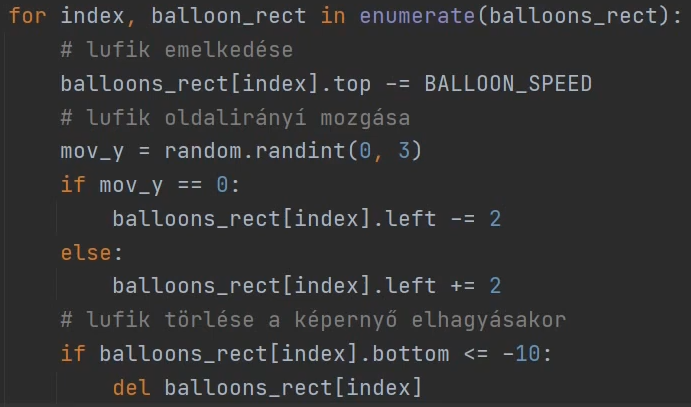 for index, balloon_rect in enumerate(balloons_rect):
    # lufik emelkedése
    balloons_rect[index].top -= BALLOON_SPEED
    # lufik oldalirányí mozgása
    mov_y = random.randint(0, 3)
    if mov_y == 0:
        balloons_rect[index].left -= 2
    else:
        balloons_rect[index].left += 2
    # lufik törlése a képernyő elhagyásakor
    if balloons_rect[index].bottom <= -10:
        del balloons_rect[index]